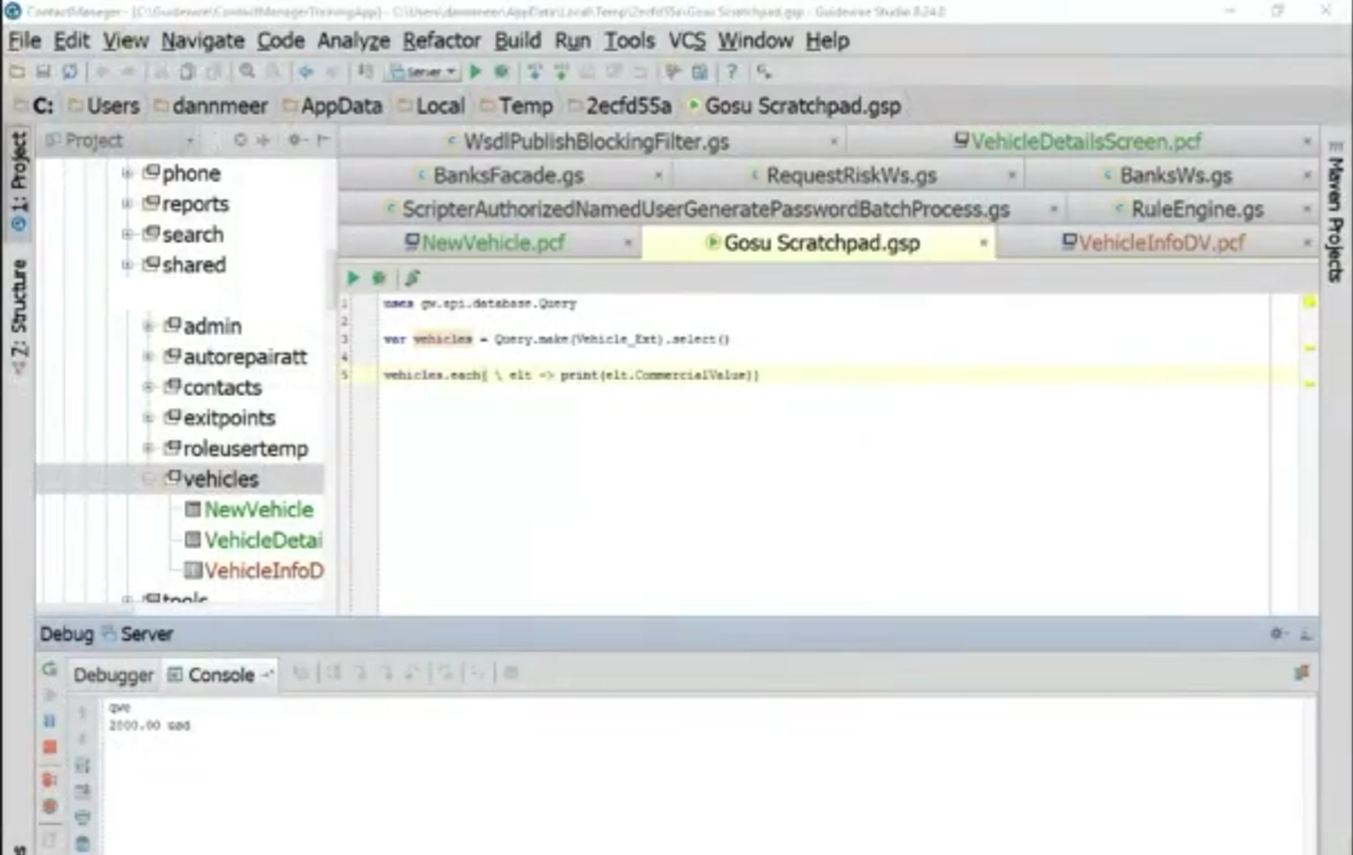 ContactManager - [C:\Guidewire\ContactManagerTrainingApp] - C:\Users\dannmeer\AppData\Local\Temp\2ecfd55a\Gosu Scratchpad.gsp - Guidewire Studio 8.24.0
File Edit View Navigate Code Analyze Refactor Build Run Tools VCS Window Help
Server
C: Users dannmeer AppData Local Temp 2ecfd55a Gosu Scratchpad.gsp
1: Project
Z: Structure
Project
phone
reports
search
shared
admin
autorepairatt
contacts
exitpoints
roleusertemp
vehicles
NewVehicle
VehicleDetai
VehicleInfoD
tools
WsdlPublishBlockingFilter.gs VehicleDetailsScreen.pcf
BanksFacade.gs RequestRiskWs.gs BanksWs.gs
ScripterAuthorizedNamedUserGeneratePasswordBatchProcess.gs RuleEngine.gs
NewVehicle.pcf Gosu Scratchpad.gsp VehicleInfoDV.pcf
1 uses gw.api.database.Query
2
3 var vehicles = Query.make(Vehicle_Ext).select()
4
5 vehicles.each( \ elt -> print(elt.CommercialValue))
Maven Projects
Debug Server
Debugger Console
qwe
2000.00 usd